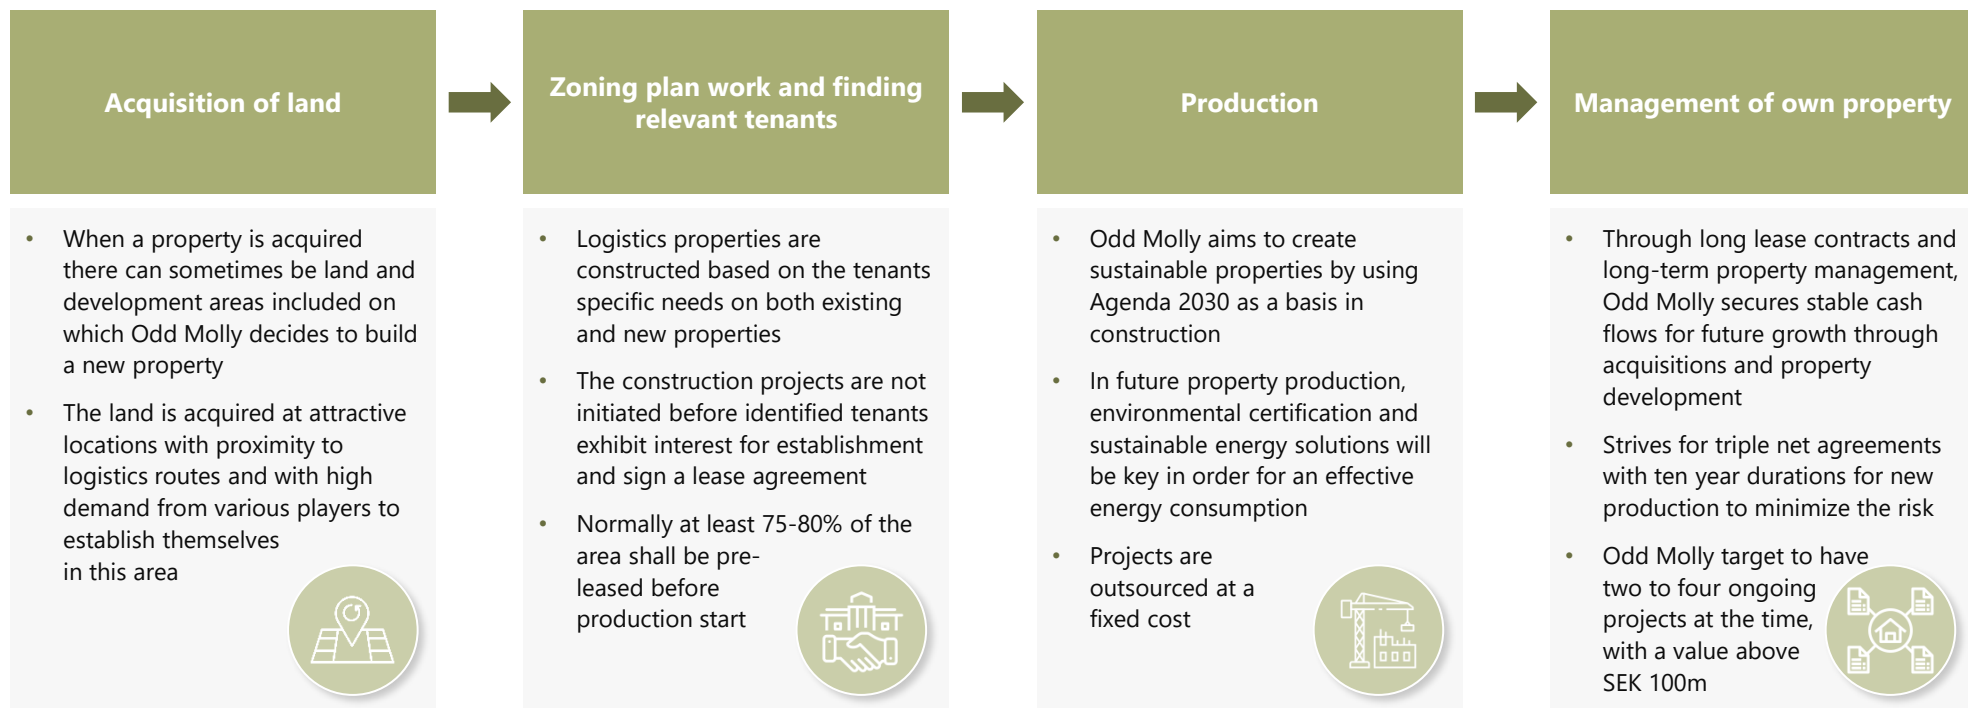 Acquisition of land
• When a property is acquired
there can sometimes be land and
development areas included on
which Odd Molly decides to build
a new property
• The land is acquired at attractive
locations with proximity to
logistics routes and with high
demand from various players to
establish themselves
in this area
Zoning plan work and finding
relevant tenants
• Logistics properties are
constructed based on the tenants
specific needs on both existing
and new properties
• The construction projects are not
initiated before identified tenants
exhibit interest for establishment
and sign a lease agreement
• Normally at least 75-80% of the
area shall be pre-
leased before
production start
Production
• Odd Molly aims to create
sustainable properties by using
Agenda 2030 as a basis in
construction
• In future property production,
environmental certification and
sustainable energy solutions will
be key in order for an effective
energy consumption
• Projects are
outsourced at a
fixed cost
Management of own property
• Through long lease contracts and
long-term property management,
Odd Molly secures stable cash
flows for future growth through
acquisitions and property
development
• Strives for triple net agreements
with ten year durations for new
production to minimize the risk
• Odd Molly target to have
two to four ongoing
projects at the time,
with a value above
SEK 100m